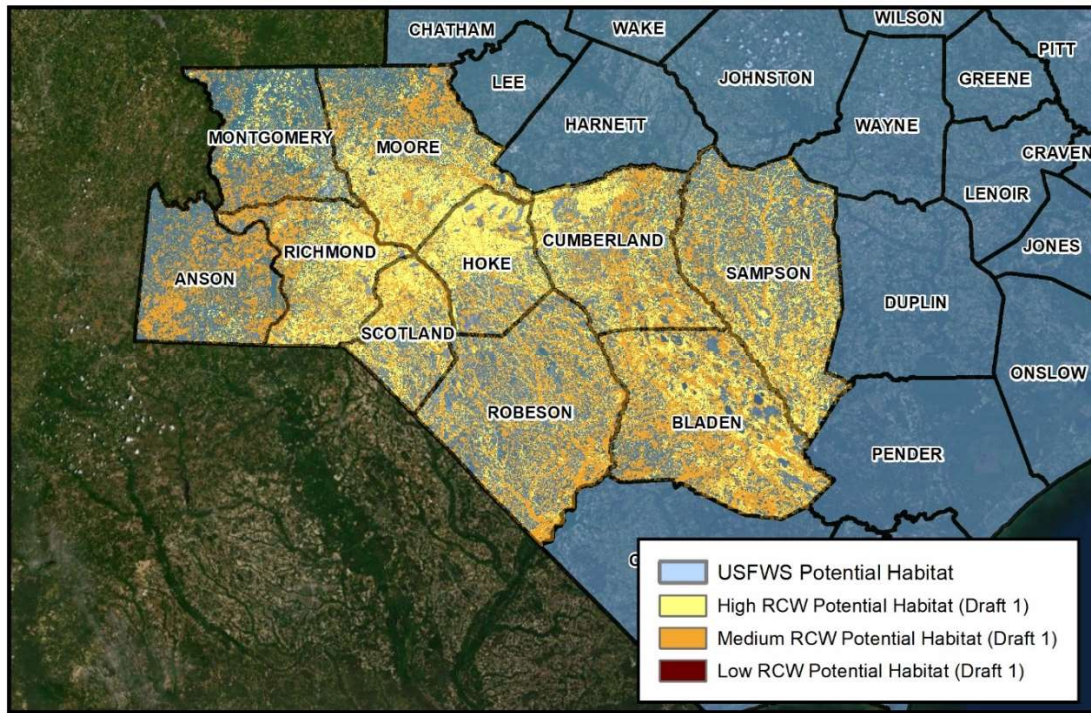 CHATHAM
WAKE
WILSON
PITT
LEE
JOHNSTON
GREENE
HARNETT
WAYNE
MONTGOMERY
MOORE
CRAVEN
LENOIR
CUMBERLAND
RICHMOND
HOKE
JONES
ANSON
SAMPSON
DUPLIN
SCOTLAND
ONSLOW
ROBESON
BLADEN
PENDER
USFWS Potential Habitat
High RCW Potential Habitat (Draft 1)
Medium RCW Potential Habitat (Draft 1)
Low RCW Potential Habitat (Draft 1)